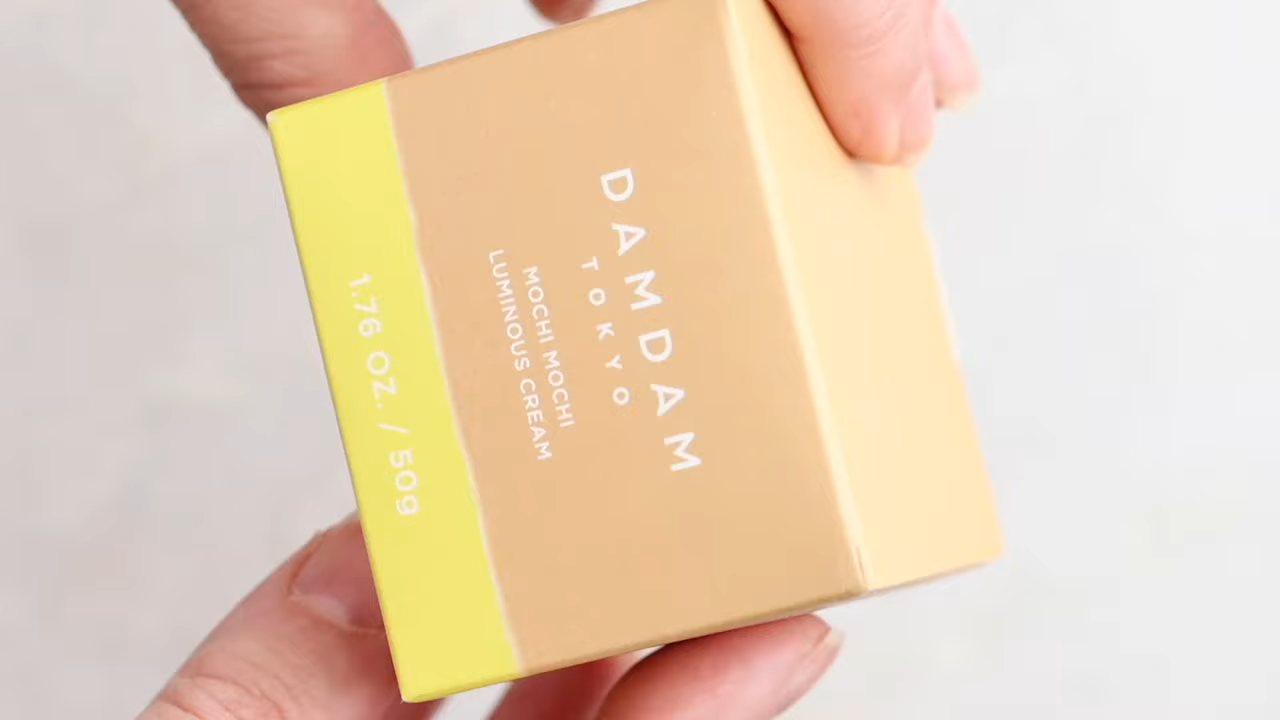 DAMDAM
TOKYO
MOCHI MOCHI
LUMINOUS CREAM
1.76 OZ. / 50g